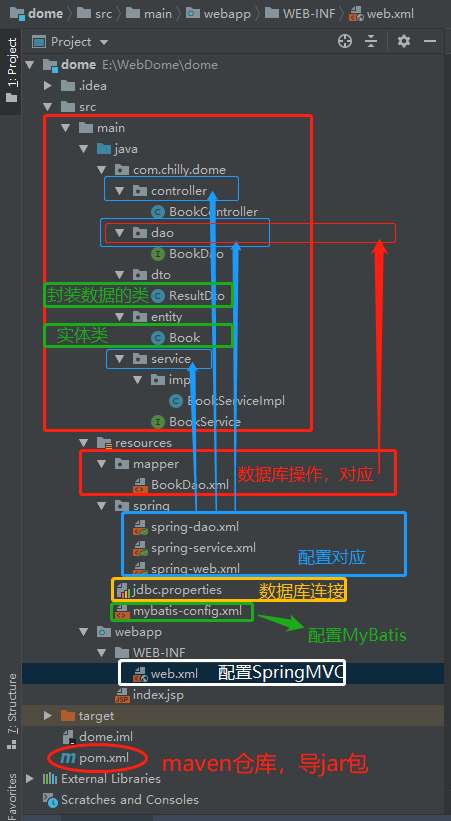 dome src main webapp WEB-INF web.xml
Project
1: Project
dome E:\WebDome\dome
.idea
src
main
java
com.chilly.dome
controller
BookController
dao
BookDao
dto
封装数据的类 ResultDto
entity
实体类 Book
service
impl
BookServiceImpl
BookService
resources
mapper
数据库操作，对应
BookDao.xml
spring
spring-dao.xml
spring-service.xml
配置对应
spring-web.xml
jdbc.properties 数据库连接
mybatis-config.xml
配置MyBatis
webapp
WEB-INF
web.xml 配置SpringMVC
index.jsp
7: Structure
target
dome.iml
pom.xml maven仓库，导jar包
External Libraries
Scratches and Consoles
Favorites